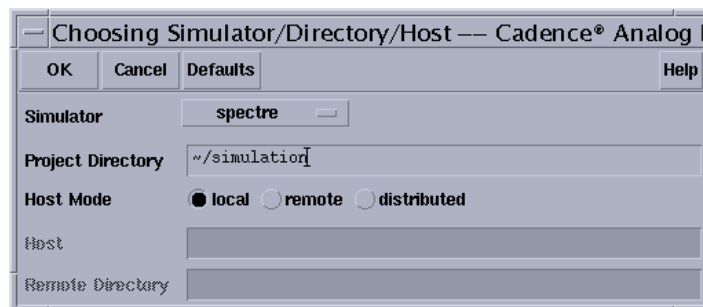 Choosing Simulator/Directory/Host —— Cadence® Analog
OK Cancel Defaults Help
Simulator spectre
Project Directory ~/simulation
Host Mode local remote distributed
Host
Remote Directory